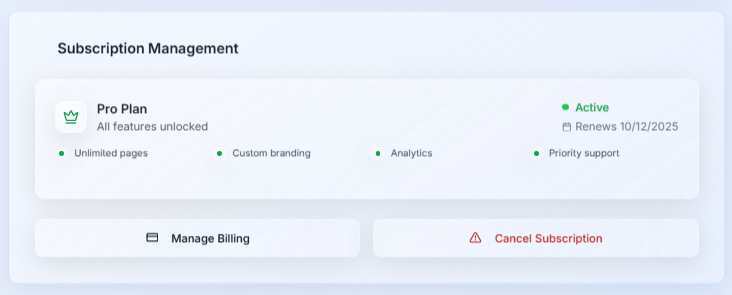 Subscription Management
Pro Plan
All features unlocked
Active
Renews 10/12/2025
Unlimited pages
Custom branding
Analytics
Priority support
Manage Billing
Cancel Subscription